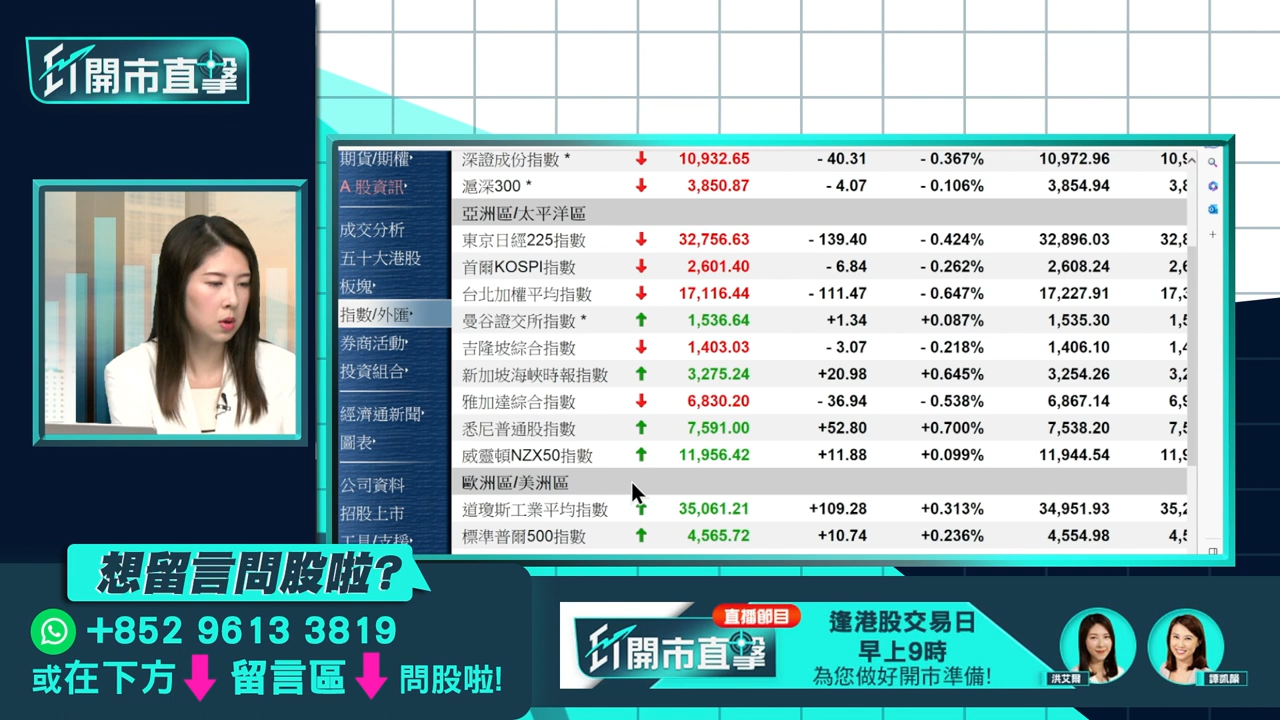 ET開市直擊
期貨/期權
A 股資訊
成交分析
五十大港股
板塊
指數/外匯
券商活動
投資組合
經濟通新聞
圖表
公司資料
招股上市
工具/支援
深證成份指數 * 10,932.65 - 40.31 - 0.367% 10,972.96
滬深300 * 3,850.87 - 4.07 - 0.106% 3,854.94
亞洲區/太平洋區
東京日經225指數 32,756.63 - 139.40 - 0.424% 32,896.03
首爾KOSPI指數 2,601.40 - 6.84 - 0.262% 2,608.24
台北加權平均指數 17,116.44 - 111.47 - 0.647% 17,227.91
曼谷證交所指數 * 1,536.64 +1.34 +0.087% 1,535.30
吉隆坡綜合指數 1,403.03 - 3.07 - 0.218% 1,406.10
新加坡海峽時報指數 3,275.24 +20.98 +0.645% 3,254.26
雅加達綜合指數 6,830.20 - 36.94 - 0.538% 6,867.14
悉尼普通股指數 7,591.00 +52.80 +0.700% 7,538.20
威靈頓NZX50指數 11,956.42 +11.88 +0.099% 11,944.54
歐洲區/美洲區
道瓊斯工業平均指數 35,061.21 +109.28 +0.313% 34,951.93
標準普爾500指數 4,565.72 +10.74 +0.236% 4,554.98
想留言問股啦?
+852 9613 3819
或在下方 留言區 問股啦!
直播節目
ET開市直擊
逢港股交易日
早上9時
為您做好開市準備!
洪艾爾
譚凱韻